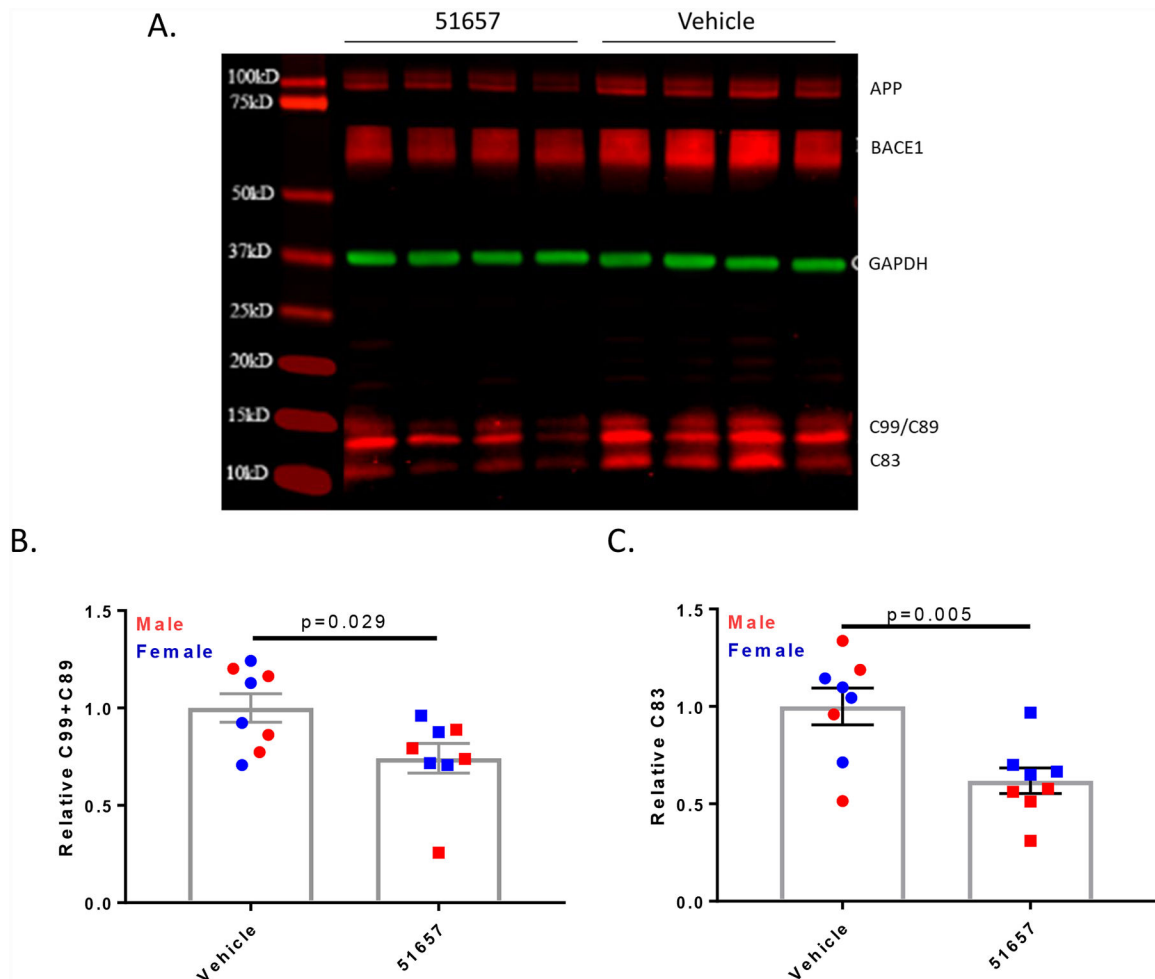 A.
51657 Vehicle
100kD
APP
75kD
BACE1
50kD
37kD
GAPDH
25kD
20kD
15kD
C99/C89
C83
10kD
B.
C.
1.5
Male
Female
p=0.029
1.0
0.5
0.0
Relative C99+C89
Vehicle
51657
1.5
Male
Female
p=0.005
1.0
0.5
0.0
Relative C83
Vehicle
51657